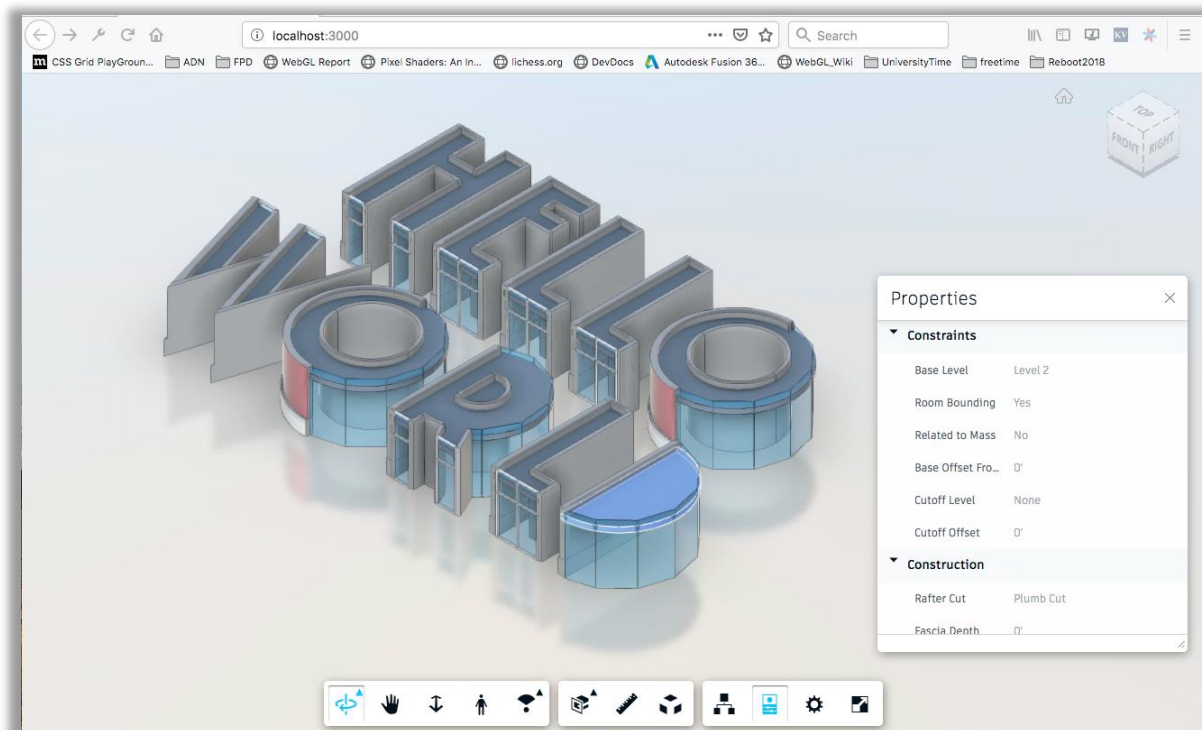 localhost:3000
Search
KV
m CSS Grid PlayGroun... ADN FPD WebGL Report Pixel Shaders: An In... lichess.org DevDocs Autodesk Fusion 36... WebGL_Wiki UniversityTime freetime Reboot2018
TOP
FRONT RIGHT
HELLO
WORLD
Properties
Constraints
Base Level Level 2
Room Bounding Yes
Related to Mass No
Base Offset Fro... 0'
Cutoff Level None
Cutoff Offset 0'
Construction
Rafter Cut Plumb Cut
Fascia Depth 0'